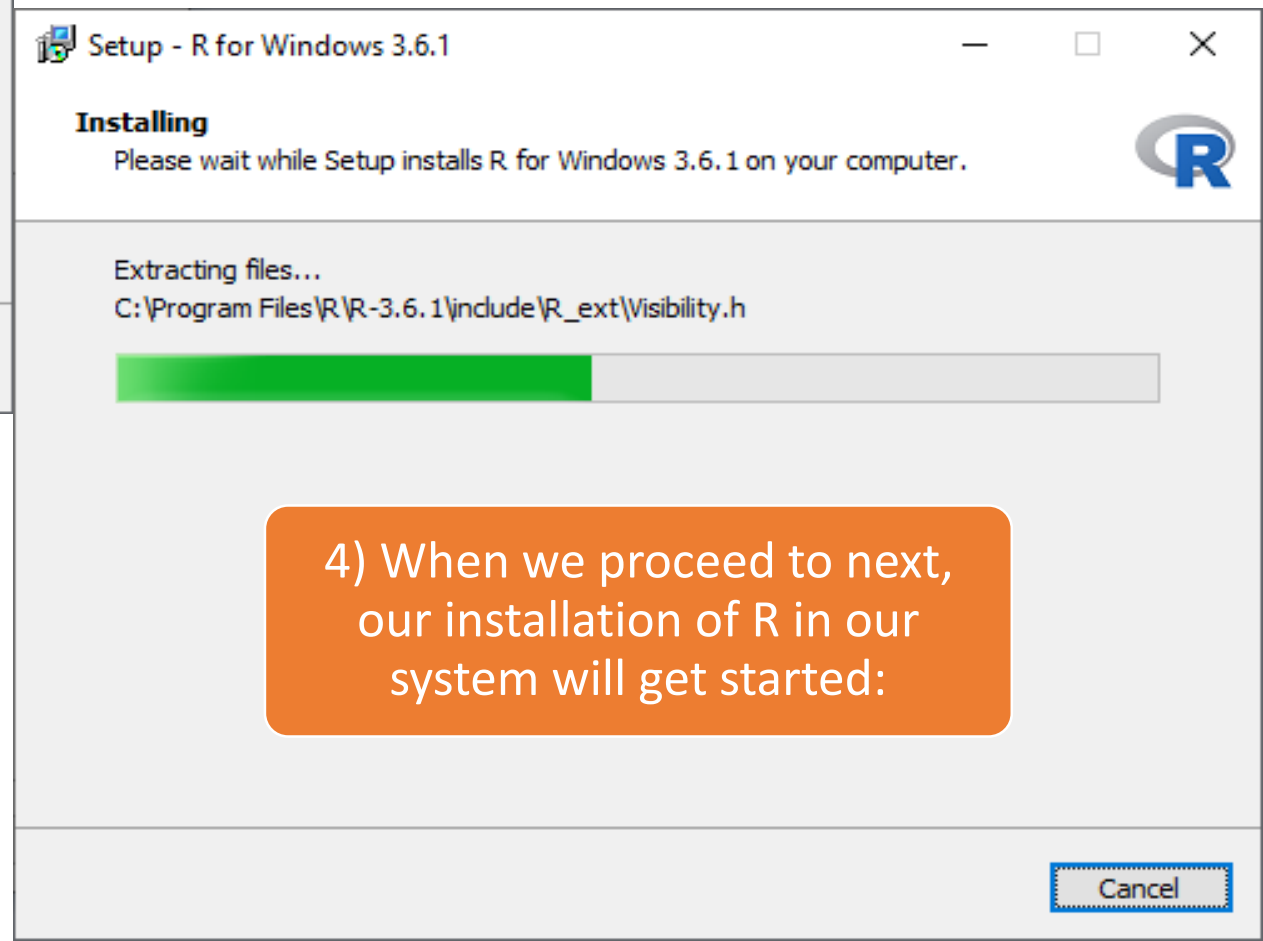 Setup - R for Windows 3.6.1
Installing
Please wait while Setup installs R for Windows 3.6.1 on your computer.
R
Extracting files...
C:\Program Files\R\R-3.6.1\include\R_ext\Visibility.h
4) When we proceed to next,
our installation of R in our
system will get started:
Cancel